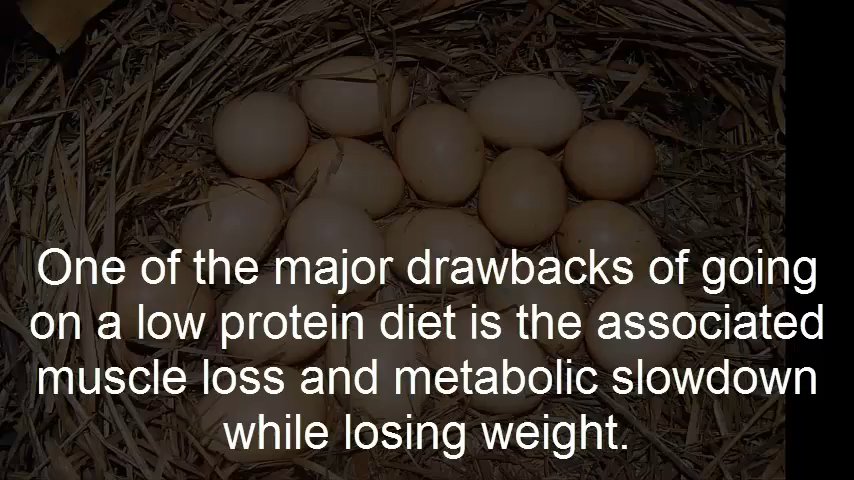 One of the major drawbacks of going
on a low protein diet is the associated
muscle loss and metabolic slowdown
while losing weight.